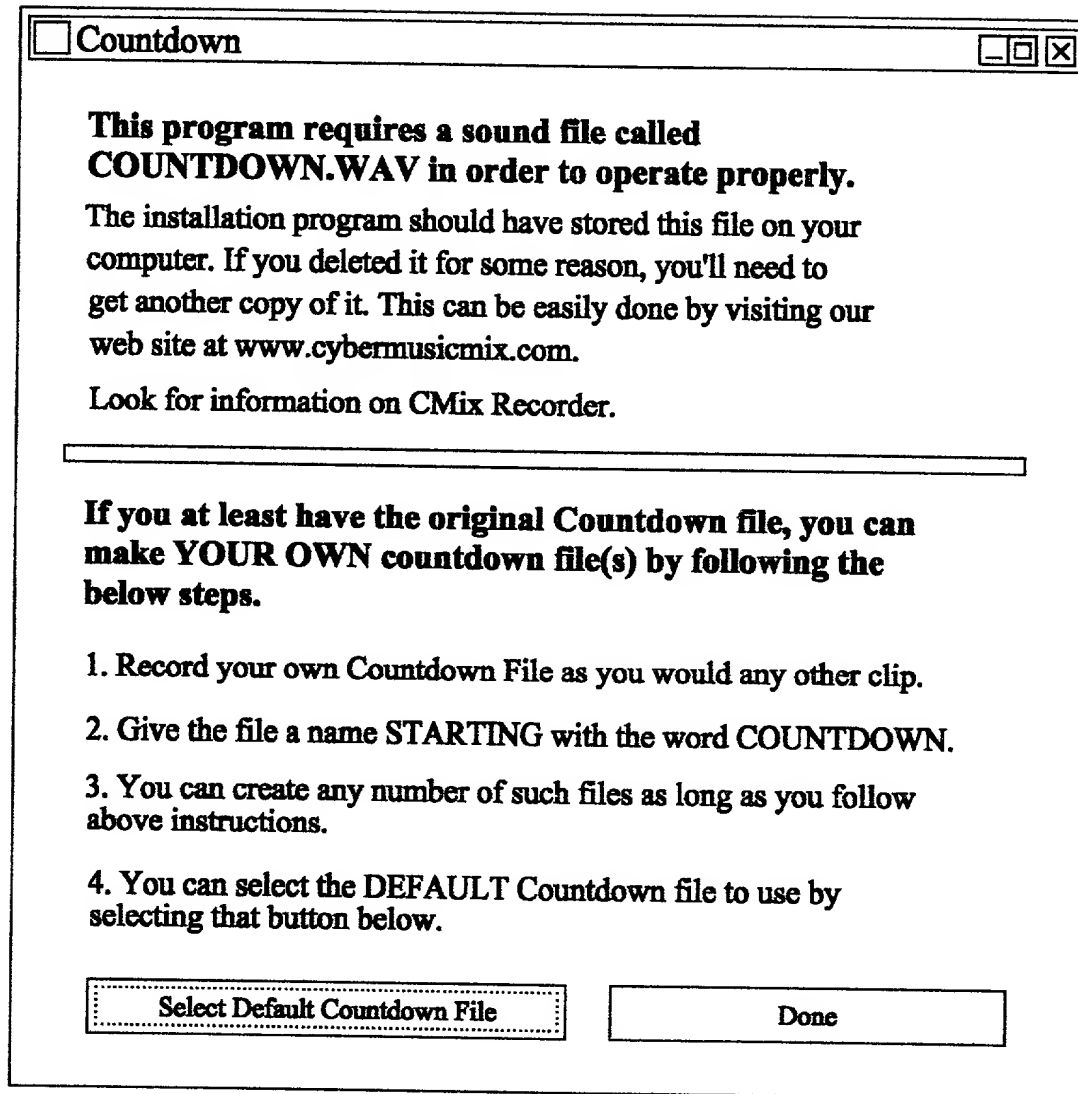 Countdown
This program requires a sound file called
COUNTDOWN.WAV in order to operate properly.
The installation program should have stored this file on your
computer. If you deleted it for some reason, you'll need to
get another copy of it. This can be easily done by visiting our
web site at www.cybermusicmix.com.
Look for information on CMix Recorder.
If you at least have the original Countdown file, you can
make YOUR OWN countdown file(s) by following the
below steps.
1. Record your own Countdown File as you would any other clip.
2. Give the file a name STARTING with the word COUNTDOWN.
3. You can create any number of such files as long as you follow
above instructions.
4. You can select the DEFAULT Countdown file to use by
selecting that button below.
Select Default Countdown File
Done